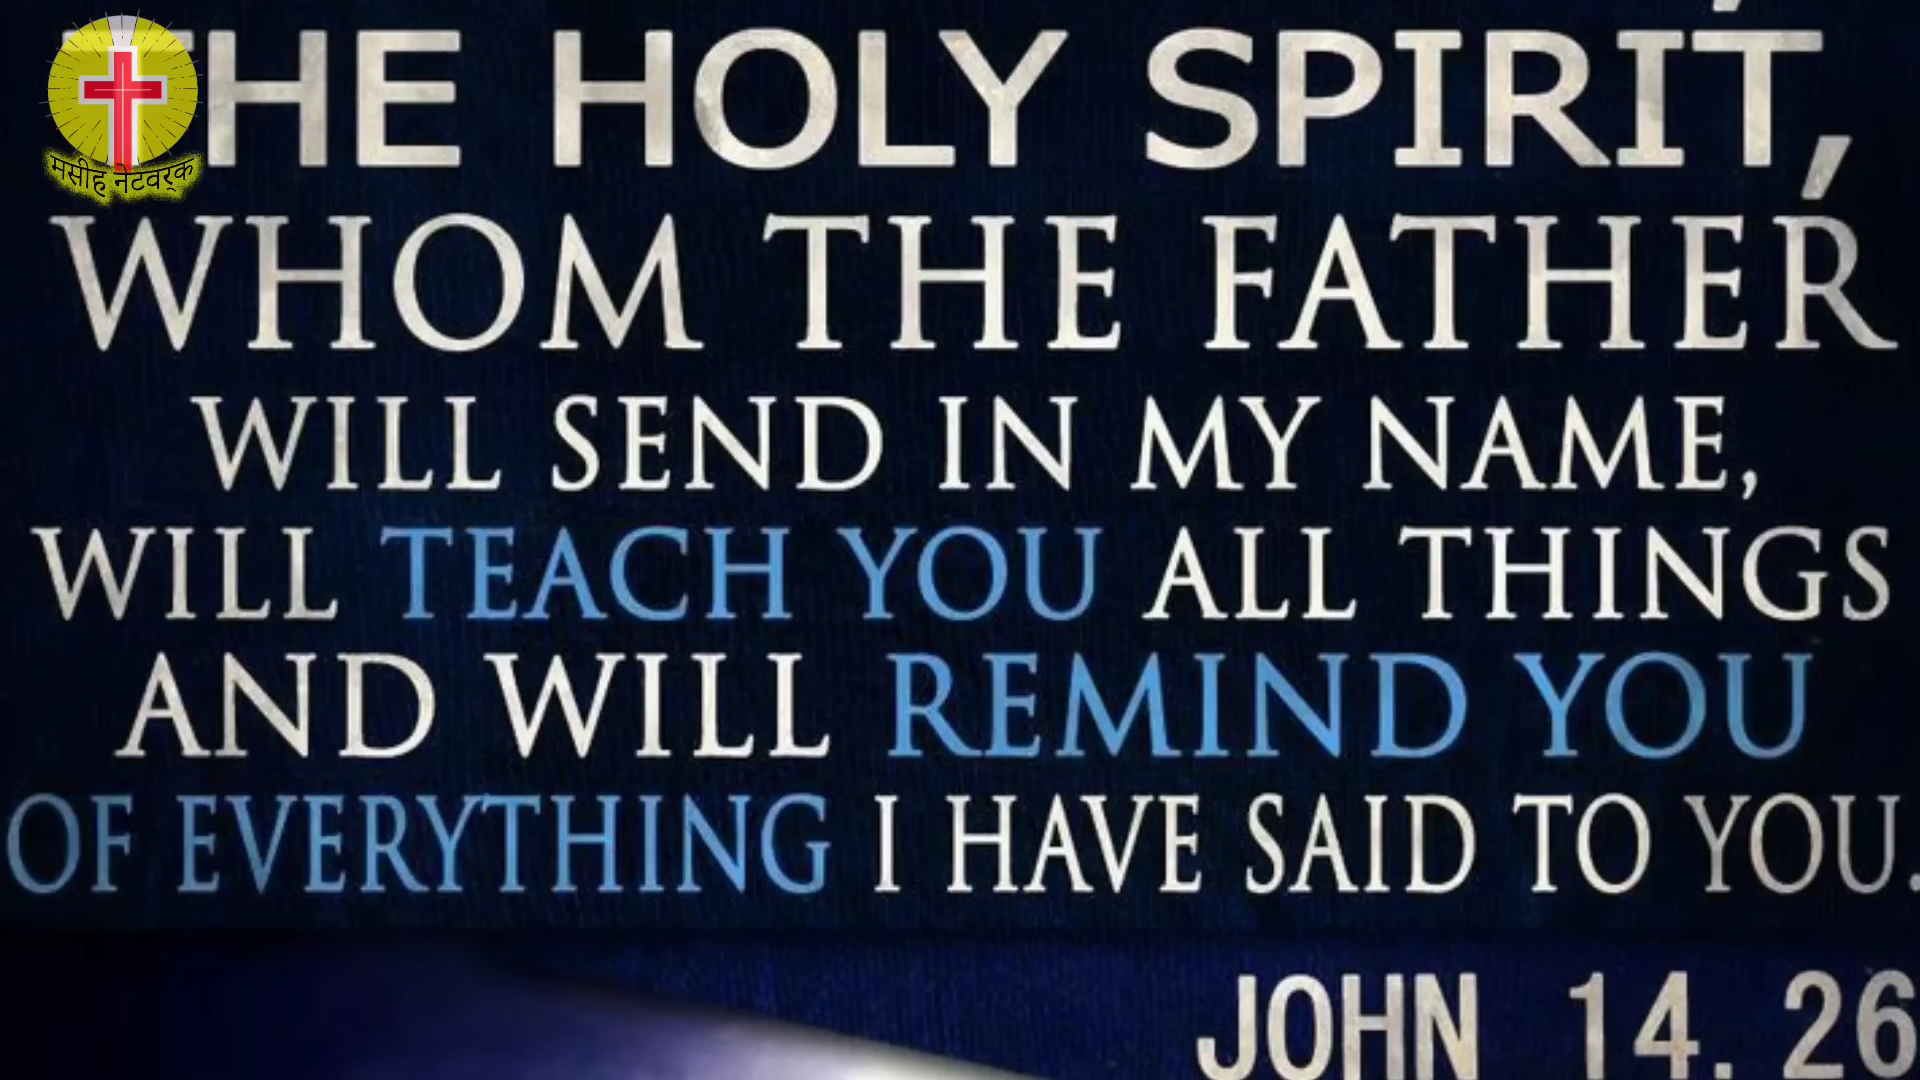 THE HOLY SPIRIT,
मसीह नेटवर्क
WHOM THE FATHER
WILL SEND IN MY NAME,
WILL TEACH YOU ALL THINGS
AND WILL REMIND YOU
OF EVERYTHING I HAVE SAID TO YOU.
JOHN 14.26